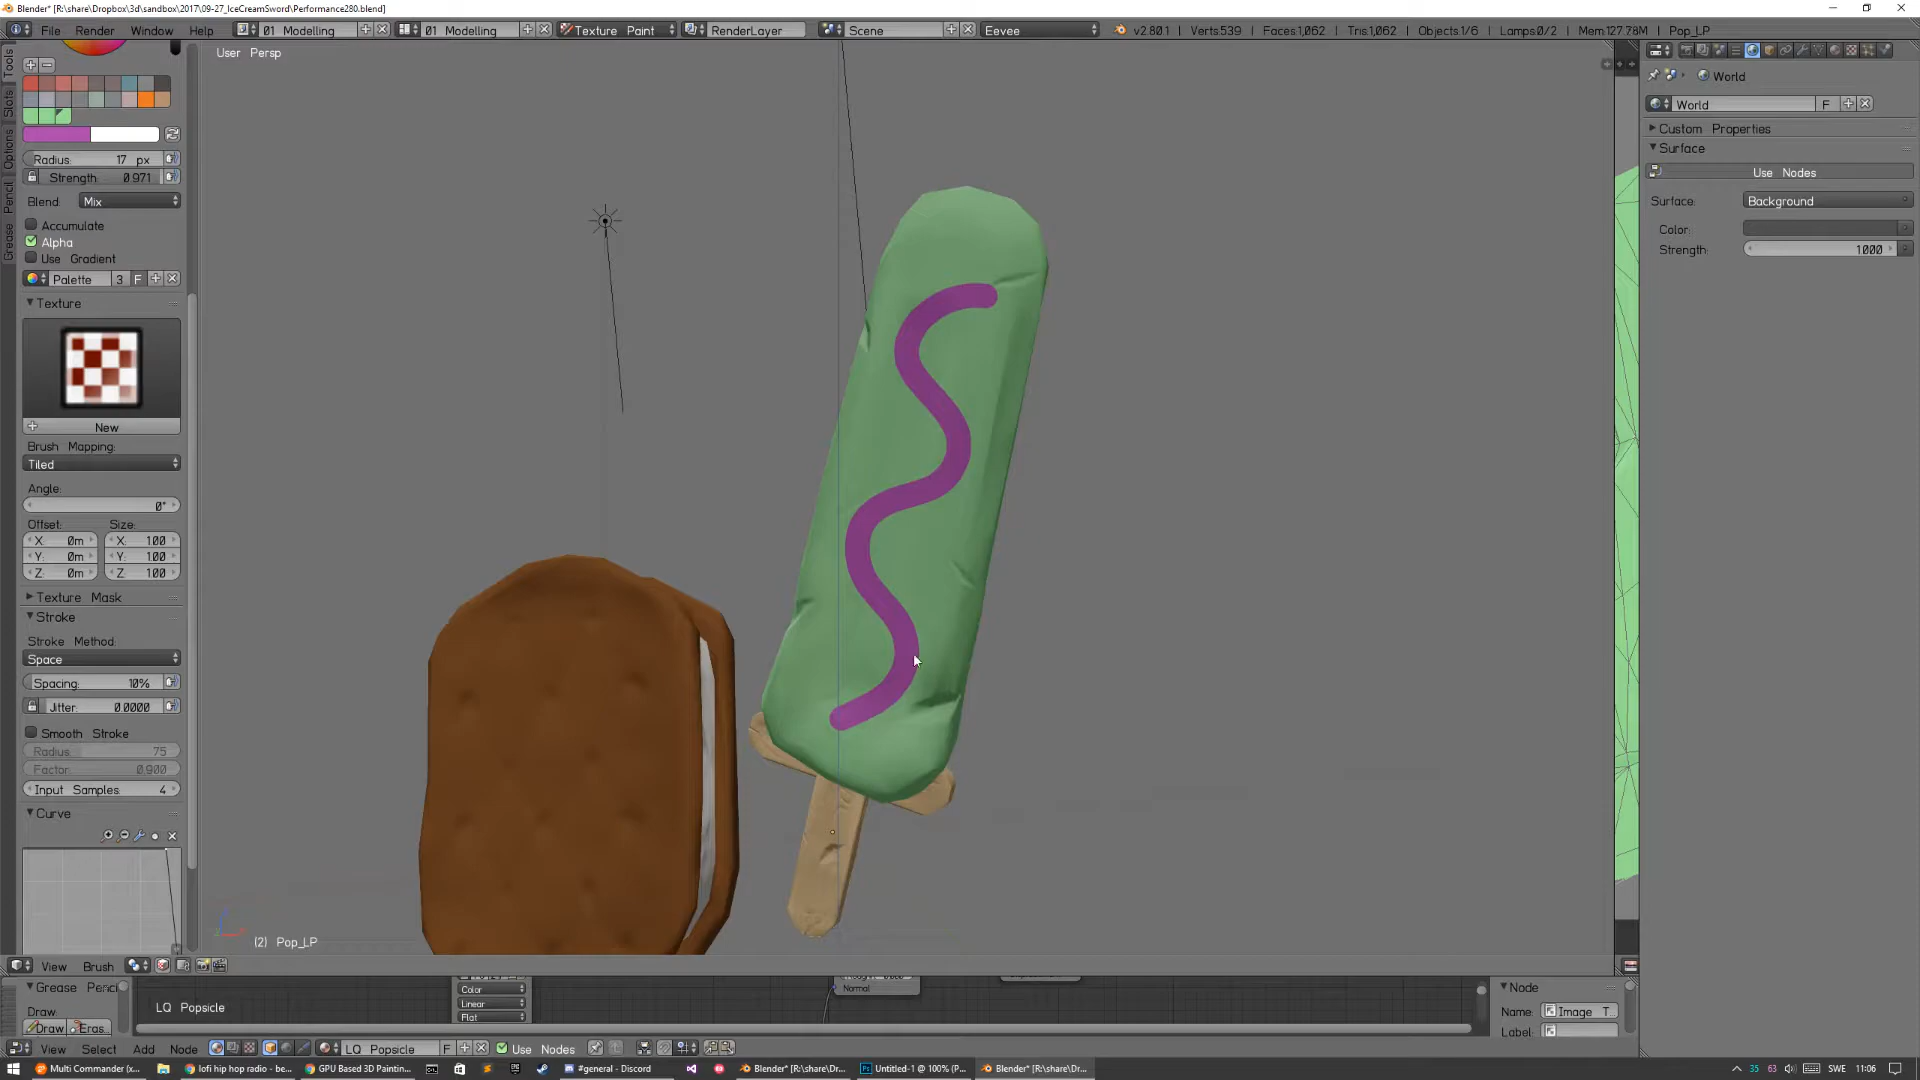 Blender* [R:\share\Dropbox\3d\sandbox\2017\09-27_IceCreamSword\Performance280.blend]
File Render Window Help 01 Modelling 01 Modelling Texture Paint RenderLayer Scene Eevee v2.80.1 Verts:539 Faces:1,062 Tris:1,062 Objects:1/6 Lamps:0/2 Mem:127.78M Pop_LP
User Persp
Tools
Slots
Options
Grease Pencil
World
World F
Custom Properties
Surface
Use Nodes
Surface: Background
Color:
Strength: 1.000
Radius: 17 px
Strength: 0.971
Blend: Mix
Accumulate
Alpha
Use Gradient
Palette 3 F
Texture
New
Brush Mapping:
Tiled
Angle:
0°
Offset: Size:
X: 0m X: 1.00
Y: 0m Y: 1.00
Z: 0m Z: 1.00
Texture Mask
Stroke
Stroke Method:
Space
Spacing: 10%
Jitter: 0.0000
Smooth Stroke
Radius: 75
Factor: 0.900
Input Samples: 4
Curve
(2) Pop_LP
View Brush
Grease Penci
Draw:
Draw Eras..
LQ Popsicle
Color
Linear
Flat
Normal
Node
Name: Image T...
Label:
View Select Add Node LQ Popsicle F Use Nodes
Multi Commander (x... lofi hip hop radio - be... GPU Based 3D Paintin... #general - Discord Blender* [R:\share\Dr... Untitled-1 @ 100% (P... Blender* [R:\share\Dr... 35 63 SWE 11:06